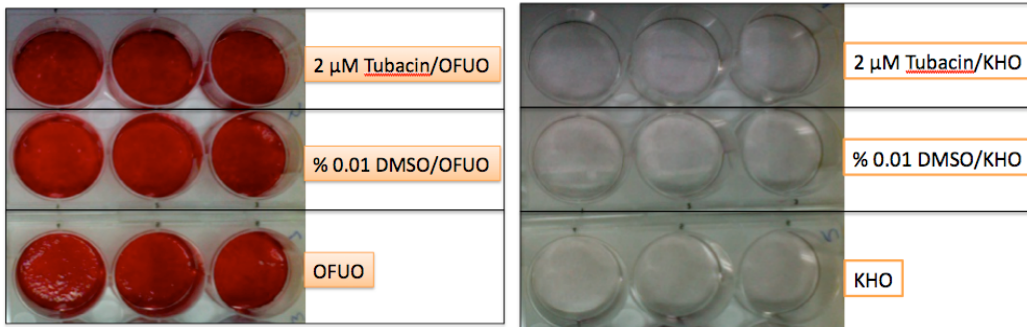 2 µM Tubacin/OFUO
% 0.01 DMSO/OFUO
OFUO
2 µM Tubacin/KHO
% 0.01 DMSO/KHO
KHO